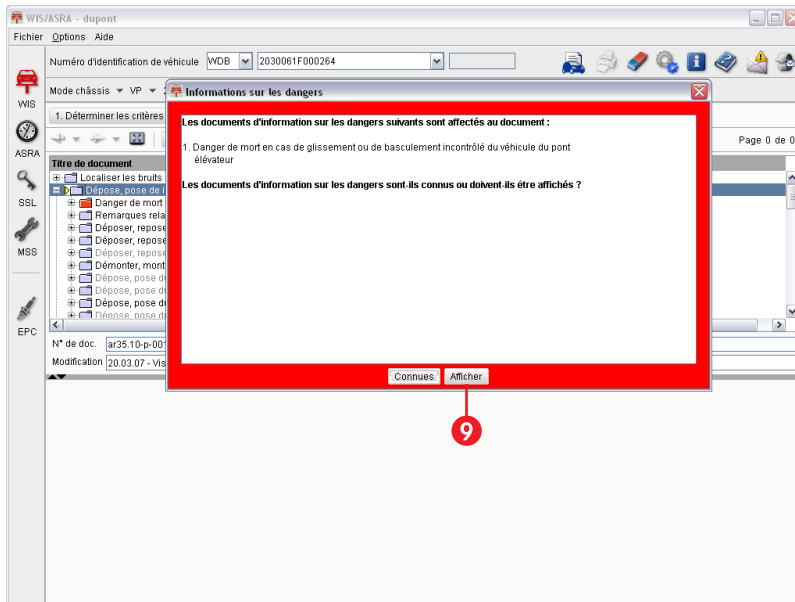 WIS/ASRA - dupont
Fichier Options Aide
Numéro d'identification de véhicule WDB 2030061F000264
Mode châssis VP
WIS
ASRA
SSL
MSS
EPC
1. Déterminer les critères
Page 0 de 0
Titre de document
Localiser les bruits
Dépose, pose de l
Danger de mort
Remarques rela
Déposer, repose
Déposer, repose
Déposer, repose
Démonter, mont
Dépose, pose du
Dépose, pose du
Dépose, pose du
Dépose, pose du
N° de doc. ar35.10-p-001
Modification 20.03.07 - Vis
Informations sur les dangers
Les documents d'information sur les dangers suivants sont affectés au document :
1. Danger de mort en cas de glissement ou de basculement incontrôlé du véhicule du pont
élévateur
Les documents d'information sur les dangers sont-ils connus ou doivent-ils être affichés ?
Connues Afficher
9